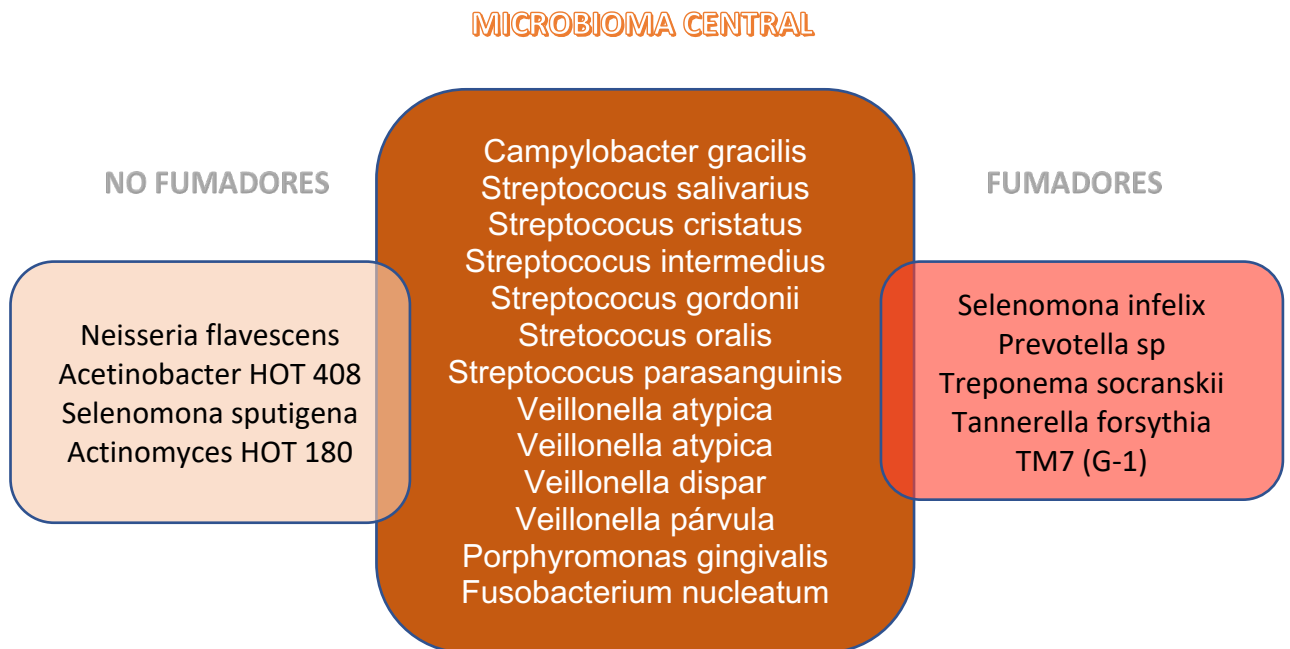 MICROBIOMA CENTRAL
NO FUMADORES
Neisseria flavescens
Acetinobacter HOT 408
Selenomona sputigena
Actinomyces HOT 180
Campylobacter gracilis
Streptococus salivarius
Streptococus cristatus
Streptococus intermedius
Streptococus gordonii
Stretococus oralis
Streptococus parasanguinis
Veillonella atypica
Veillonella atypica
Veillonella dispar
Veillonella párvula
Porphyromonas gingivalis
Fusobacterium nucleatum
FUMADORES
Selenomona infelix
Prevotella sp
Treponema socranskii
Tannerella forsythia
TM7 (G-1)